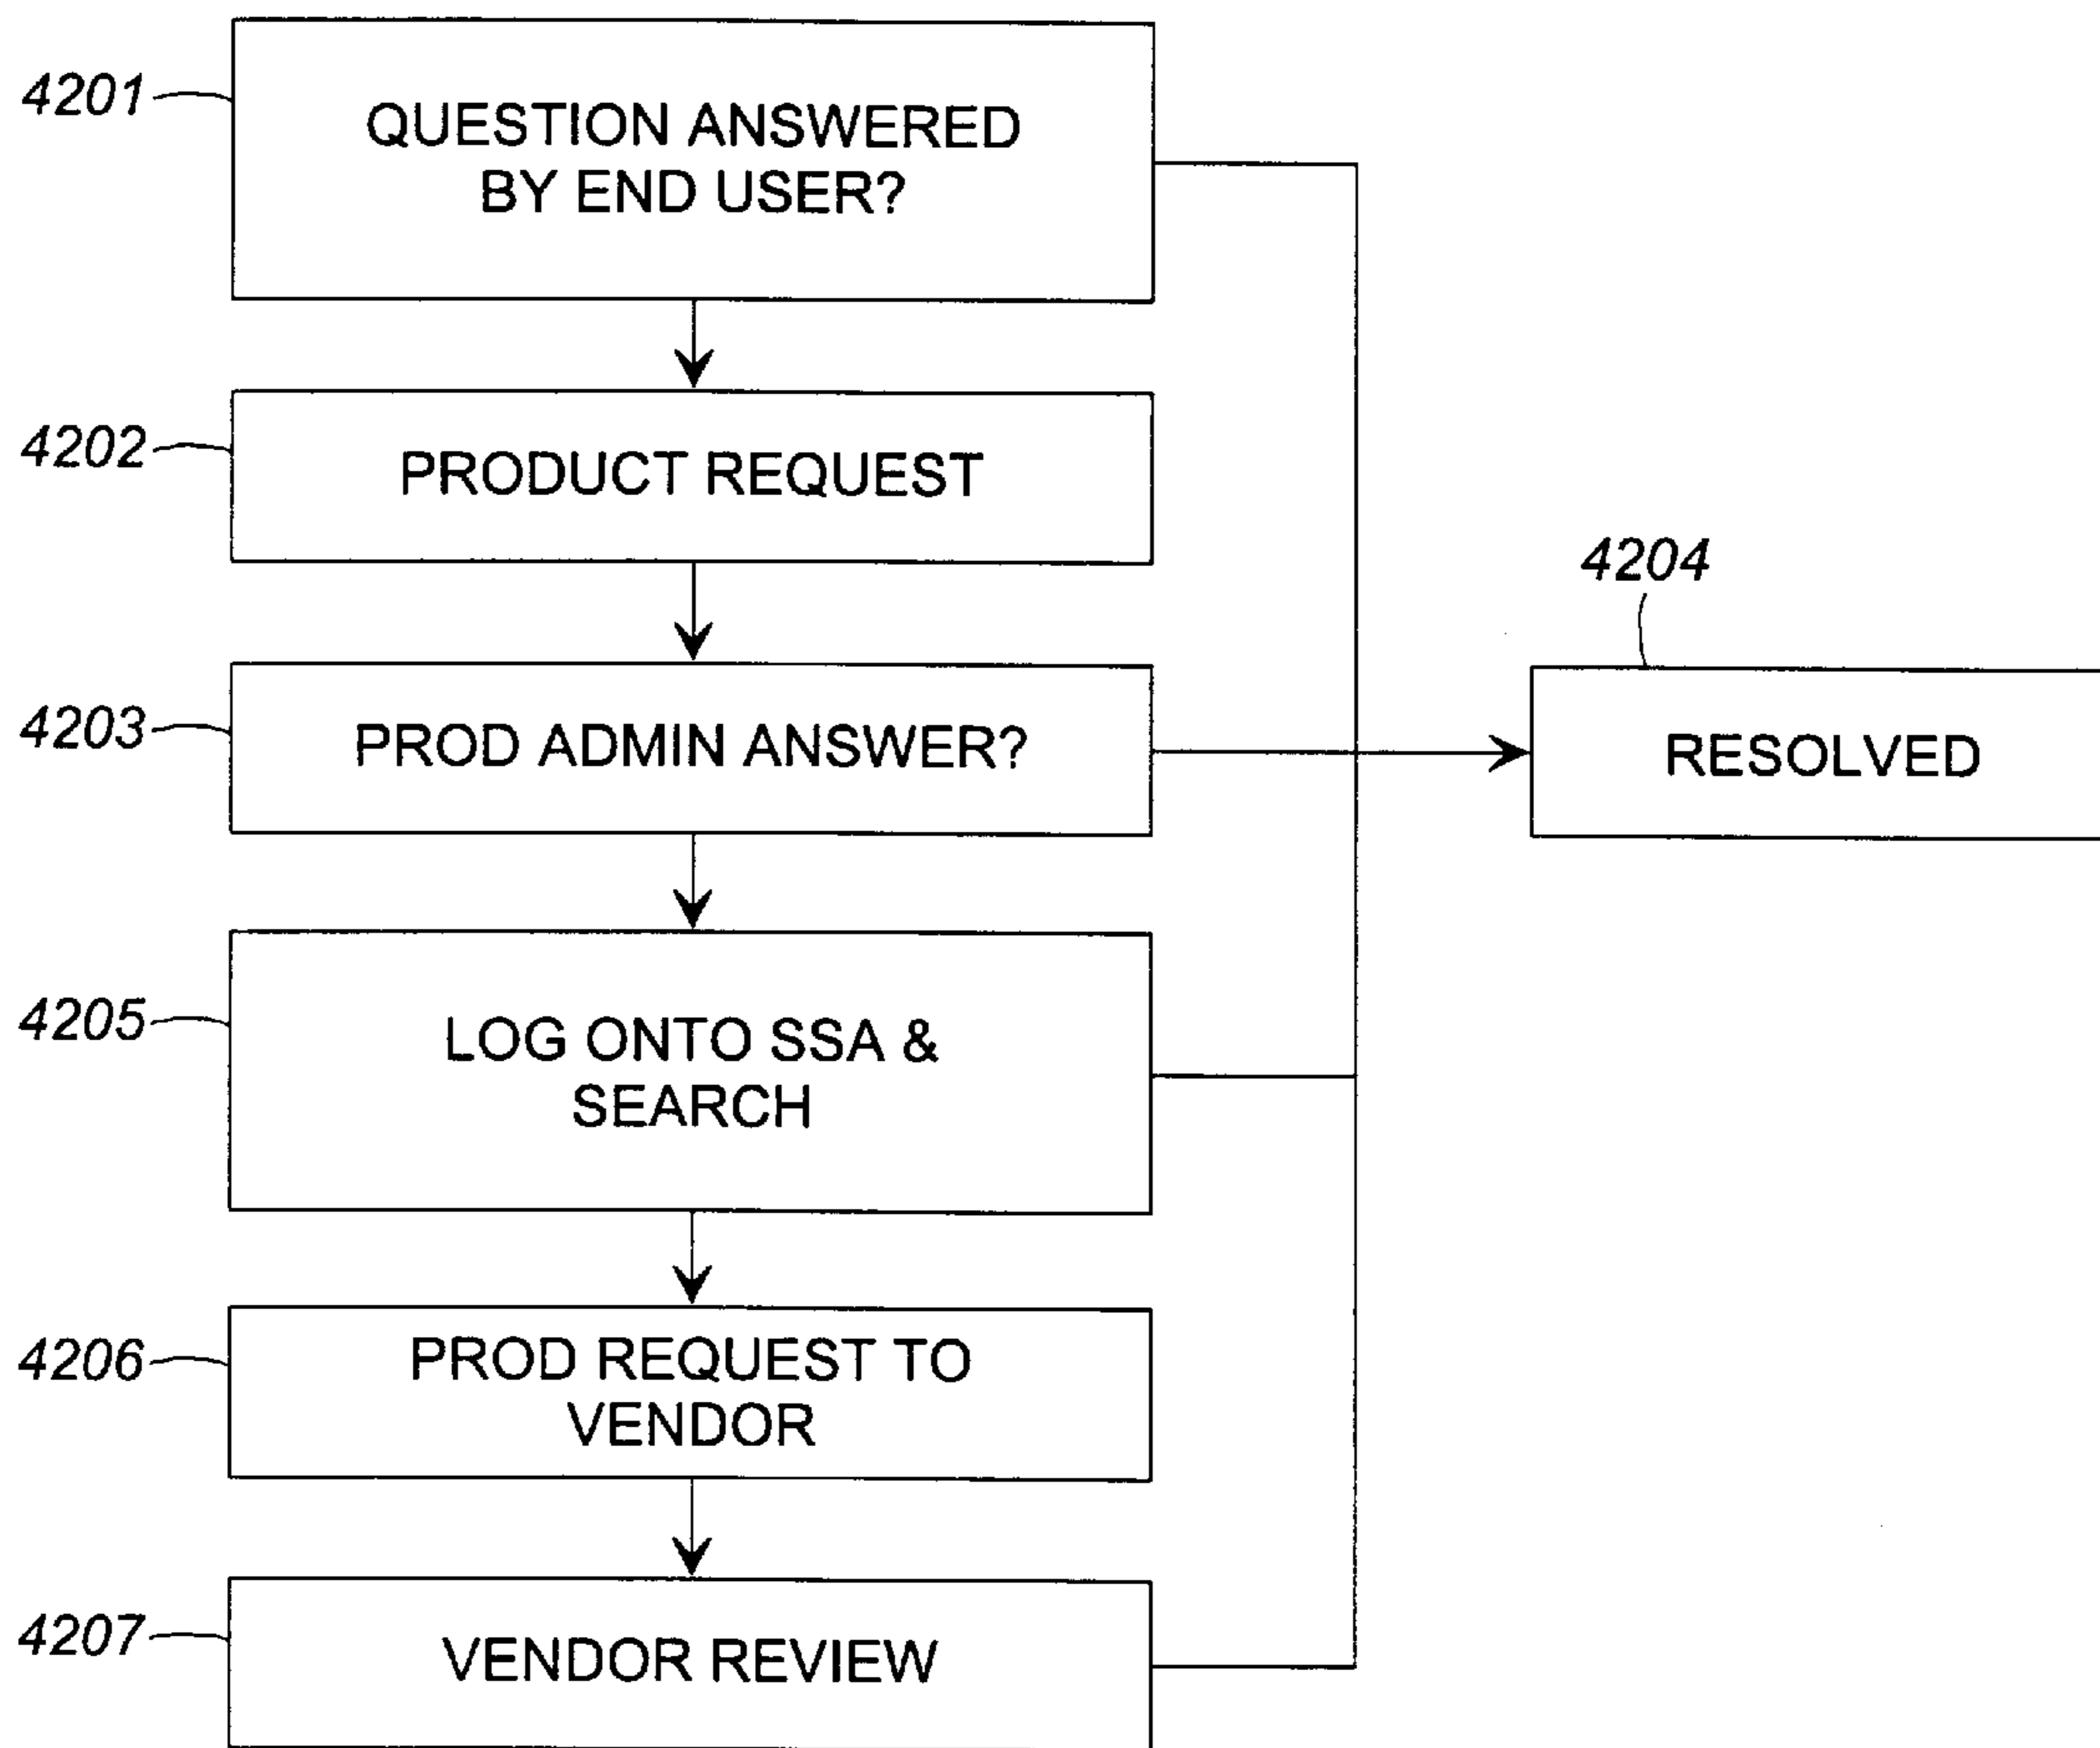 4201
QUESTION ANSWERED
BY END USER?
4202
PRODUCT REQUEST
4203
PROD ADMIN ANSWER?
4204
RESOLVED
4205
LOG ONTO SSA &
SEARCH
4206
PROD REQUEST TO
VENDOR
4207
VENDOR REVIEW